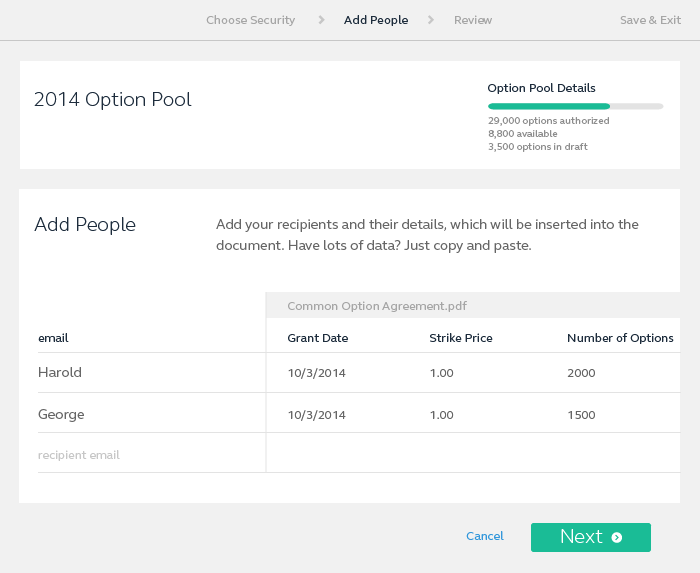 Choose Security Add People Review Save & Exit
2014 Option Pool
Option Pool Details
29,000 options authorized
8,800 available
3,500 options in draft
Add People
Add your recipients and their details, which will be inserted into the
document. Have lots of data? Just copy and paste.
Common Option Agreement.pdf
email Grant Date Strike Price Number of Options
Harold 10/3/2014 1.00 2000
George 10/3/2014 1.00 1500
recipient email
Cancel Next